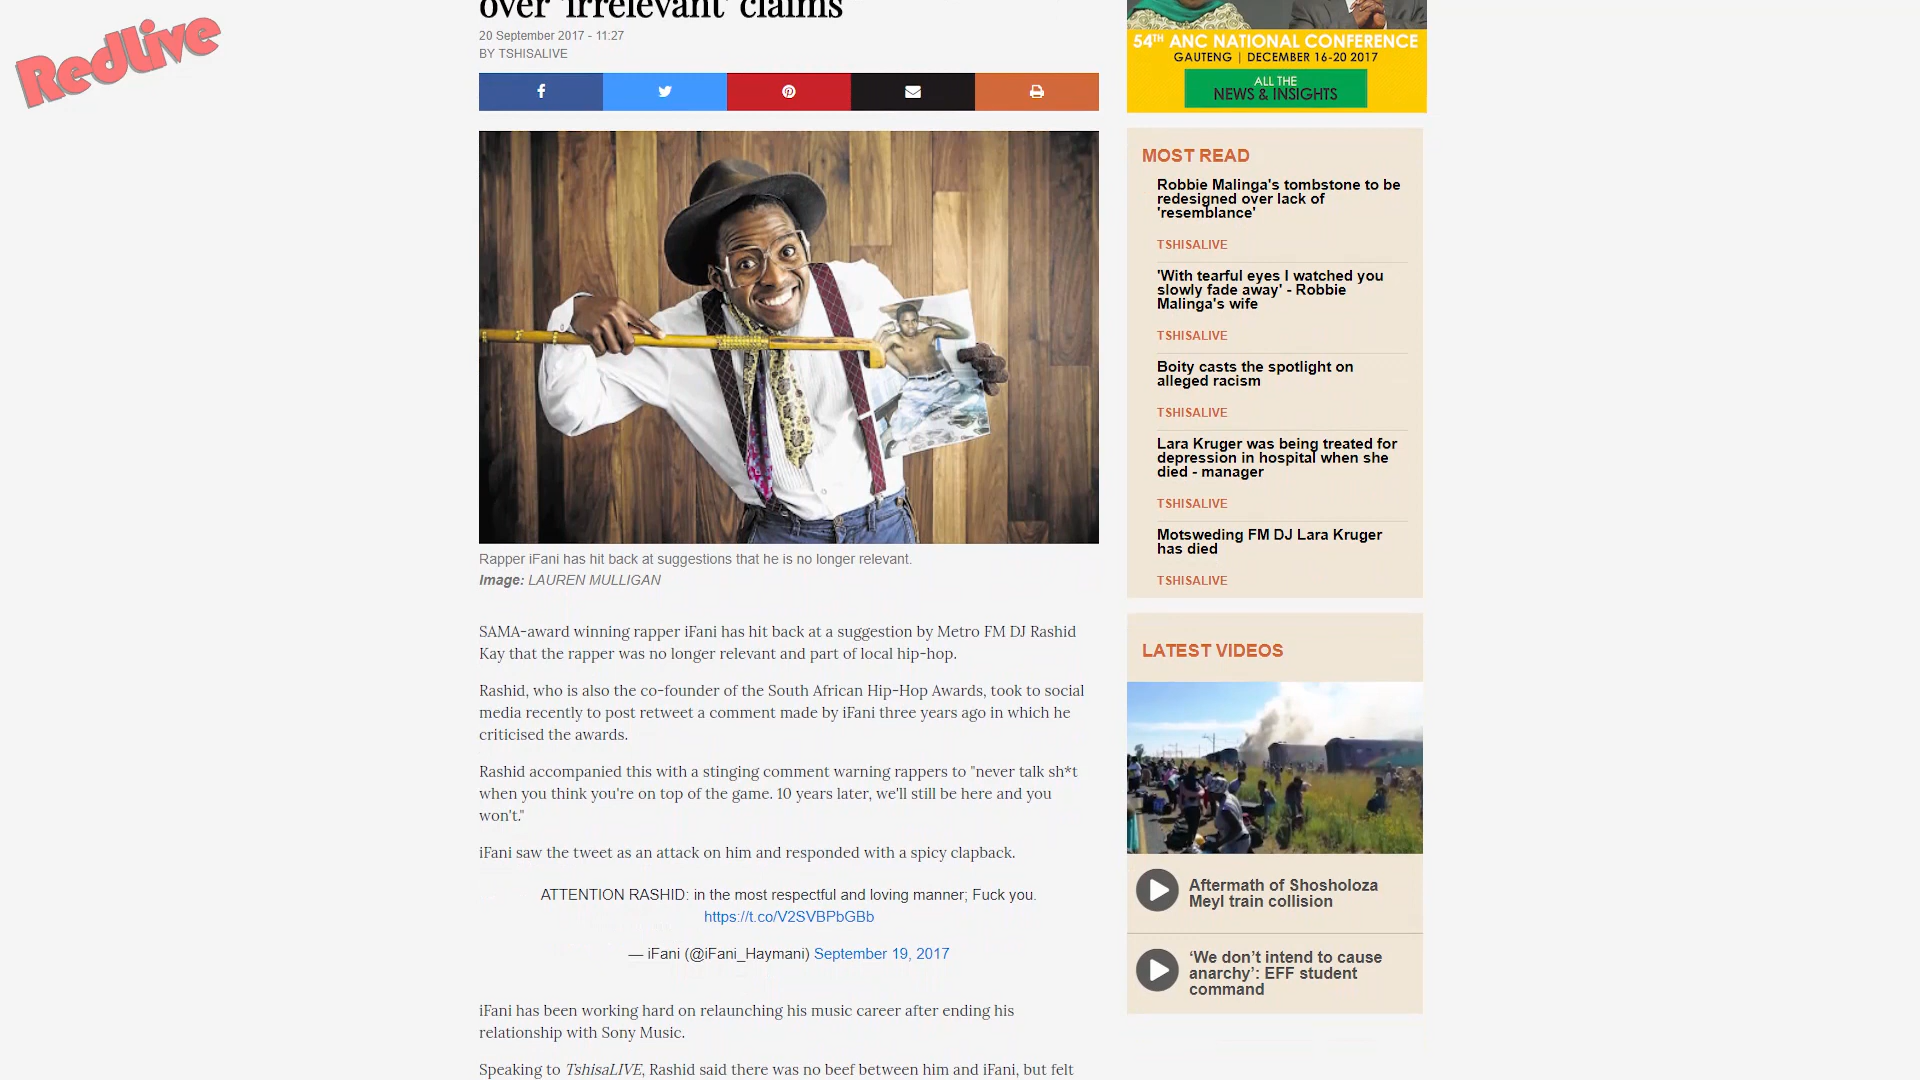 Redlive
over 'irrelevant' claims
20 September 2017 - 11:27
BY TSHISALIVE
Rapper iFani has hit back at suggestions that he is no longer relevant.
Image: LAUREN MULLIGAN
SAMA-award winning rapper iFani has hit back at a suggestion by Metro FM DJ Rashid
Kay that the rapper was no longer relevant and part of local hip-hop.
Rashid, who is also the co-founder of the South African Hip-Hop Awards, took to social
media recently to post retweet a comment made by iFani three years ago in which he
criticised the awards.
Rashid accompanied this with a stinging comment warning rappers to "never talk sh*t
when you think you're on top of the game. 10 years later, we'll still be here and you
won't."
iFani saw the tweet as an attack on him and responded with a spicy clapback.
ATTENTION RASHID: in the most respectful and loving manner; Fuck you.
https://t.co/V2SVBPbGBb
— iFani (@iFani_Haymani) September 19, 2017
iFani has been working hard on relaunching his music career after ending his
relationship with Sony Music.
Speaking to TshisaLIVE, Rashid said there was no beef between him and iFani, but felt
54TH ANC NATIONAL CONFERENCE
GAUTENG | DECEMBER 16-20 2017
ALL THE
NEWS & INSIGHTS
MOST READ
Robbie Malinga's tombstone to be
redesigned over lack of
'resemblance'
TSHISALIVE
'With tearful eyes I watched you
slowly fade away' - Robbie
Malinga's wife
TSHISALIVE
Boity casts the spotlight on
alleged racism
TSHISALIVE
Lara Kruger was being treated for
depression in hospital when she
died - manager
TSHISALIVE
Motsweding FM DJ Lara Kruger
has died
TSHISALIVE
LATEST VIDEOS
Aftermath of Shosholoza
Meyl train collision
‘We don’t intend to cause
anarchy’: EFF student
command